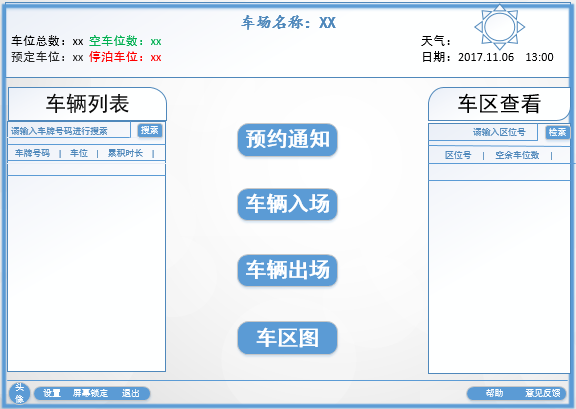 车场名称：XX
车位总数：xx 空车位数：xx
预定车位：xx 停泊车位：xx
天气：
日期：2017.11.06 13:00
车辆列表
请输入车牌号码进行搜索 搜索
车牌号码 | 车位 | 累积时长 |
预约通知
车辆入场
车辆出场
车区图
车区查看
请输入区位号 检索
区位号 | 空余车位数 |
头像
设置 屏幕锁定 退出
帮助 意见反馈